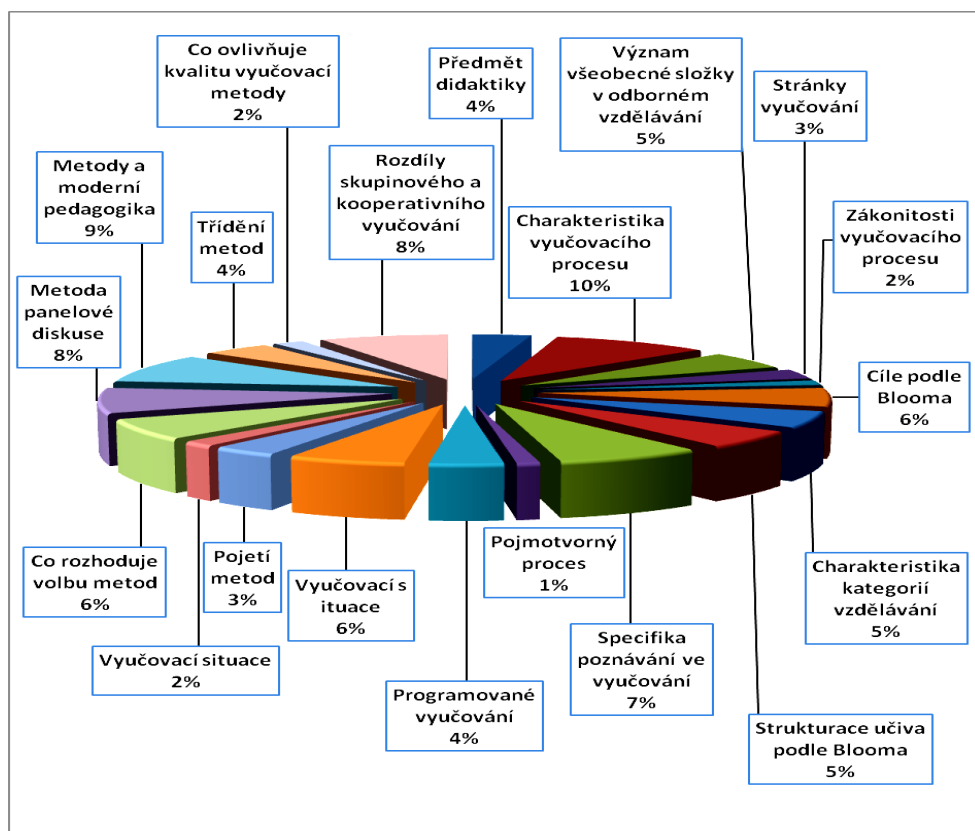 Co ovlivňuje
kvalitu vyučovací
metody
2%
Předmět
didaktiky
4%
Význam
všeobecné složky
v odborném
vzdělávání
5%
Stránky
vyučování
3%
Metody a
moderní
pedagogika
9%
Třídění
metod
4%
Rozdíly
skupinového a
kooperativního
vyučování
8%
Charakteristika
vyučovacího
procesu
10%
Zákonitosti
vyučovacího
procesu
2%
Metoda
panelové
diskuse
8%
Cíle podle
Blooma
6%
Co rozhoduje
volbu metod
6%
Pojetí
metod
3%
Vyučovací s
ituace
6%
Pojmotvorný
proces
1%
Charakteristika
kategorií
vzdělávání
5%
Vyučovací situace
2%
Programované
vyučování
4%
Specifika
poznávání ve
vyučování
7%
Strukturace učiva
podle Blooma
5%